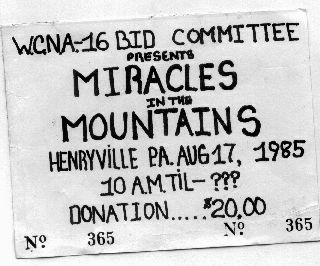 W.C.N.A.-16 BID COMMITTEE
PRESENTS
MIRACLES
IN THE
MOUNTAINS
HENRYVILLE PA. AUG 17, 1985
10 A.M. TIL- ???
DONATION.....$20.00
Nº 365 Nº 365